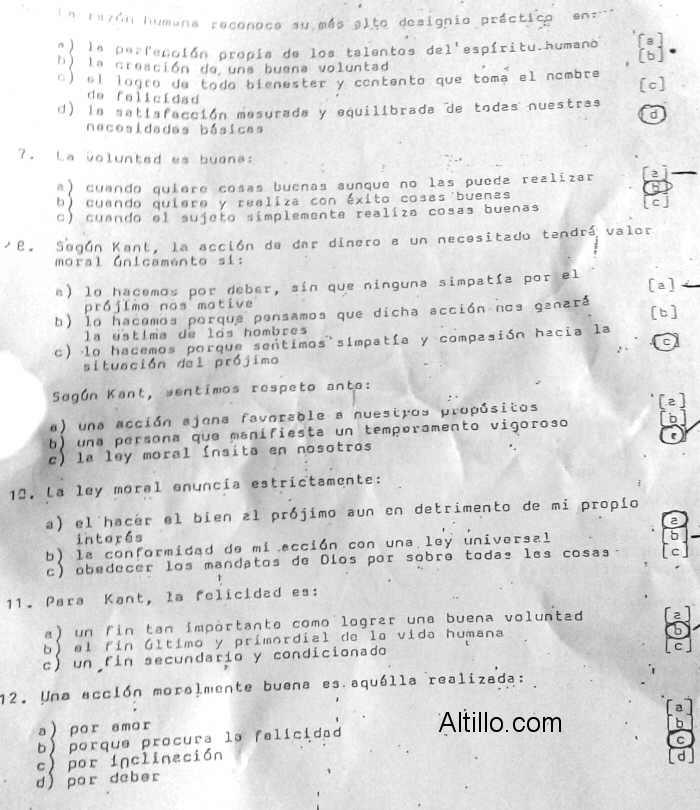 La razón humana reconoce su más alto designio práctico en:
a) la perfección propia de los talentos del espíritu humano [a]
b) la creación de una buena voluntad [b]
c) el logro de todo bienestar y contento que toma el nombre [c]
de felicidad
d) la satisfacción mesurada y equilibrada de todas nuestras [d]
necesidades básicas
7. La voluntad es buena:
a) cuando quiere cosas buenas aunque no las pueda realizar [a]
b) cuando quiere y realiza con éxito cosas buenas [b]
c) cuando el sujeto simplemente realiza cosas buenas [c]
8. Según Kant, la acción de dar dinero a un necesitado tendrá valor
moral únicamente si:
a) lo hacemos por deber, sin que ninguna simpatía por el [a]
prójimo nos motive
b) lo hacemos porque pensamos que dicha acción nos ganará [b]
la estima de los hombres
c) lo hacemos porque sentimos simpatía y compasión hacia la [c]
situación del prójimo
Según Kant, sentimos respeto ante:
a) una acción ajena favorable a nuestros propósitos [a]
b) una persona que manifiesta un temperamento vigoroso [b]
c) la ley moral ínsita en nosotros [c]
10. La ley moral enuncia estrictamente:
a) el hacer el bien al prójimo aun en detrimento de mi propio [a]
interés
b) la conformidad de mi acción con una ley universal [b]
c) obedecer los mandatos de Dios por sobre todas las cosas [c]
11. Para Kant, la felicidad es:
a) un fin tan importante como lograr una buena voluntad [a]
b) el fin último y primordial de la vida humana [b]
c) un fin secundario y condicionado [c]
12. Una acción moralmente buena es aquélla realizada:
a) por amor [a]
b) porque procura la felicidad [b]
c) por inclinación [c]
d) por deber [d]
Altillo.com